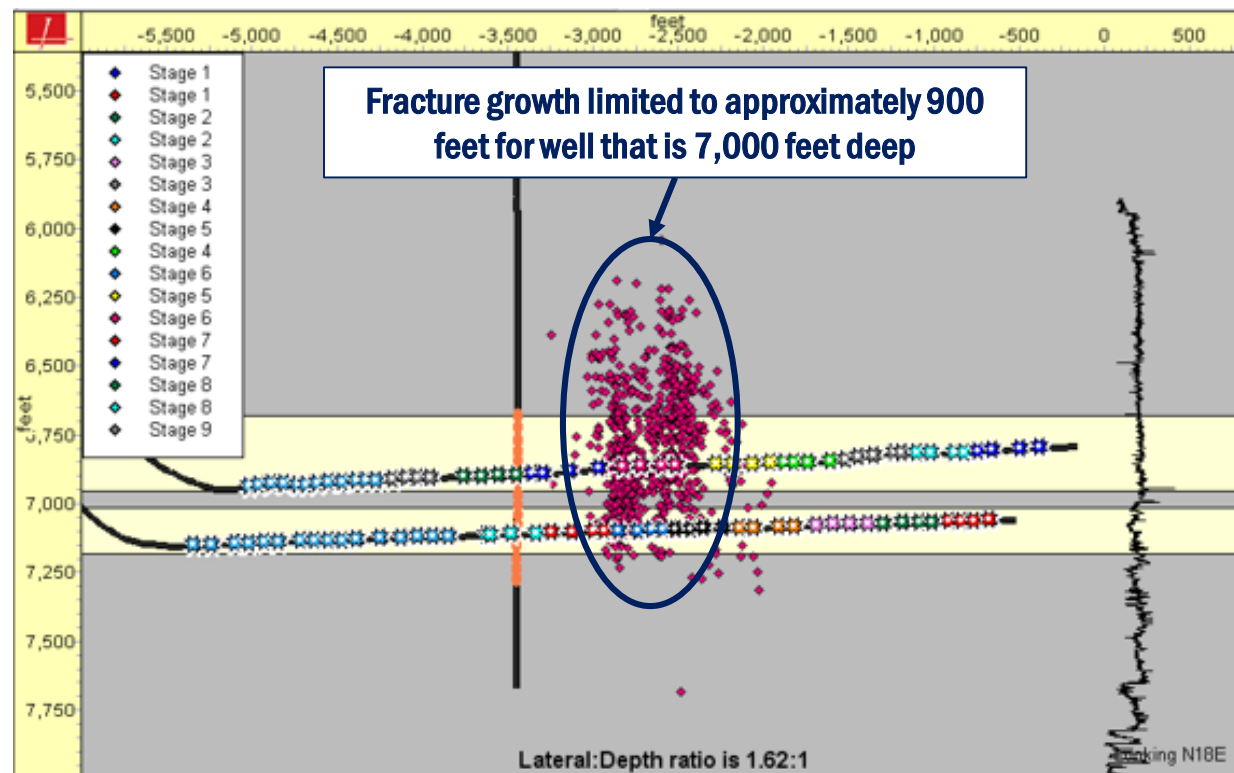 feet
-5,500 -5,000 -4,500 -4,000 -3,500 -3,000 -2,500 -2,000 -1,500 -1,000 -500 0 500
Stage 1
Stage 1
Stage 2
Stage 2
Stage 3
Stage 3
Stage 4
Stage 5
Stage 4
Stage 6
Stage 5
Stage 6
Stage 7
Stage 7
Stage 8
Stage 8
Stage 9
Fracture growth limited to approximately 900
feet for well that is 7,000 feet deep
5,500
5,750
6,000
6,250
6,500
feet
,750
7,000
7,250
7,500
7,750
Lateral:Depth ratio is 1.62:1
N18E